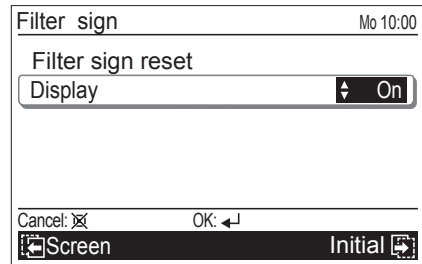 Filter sign Mo 10:00
Filter sign reset
Display On
Cancel: OK:
Screen Initial